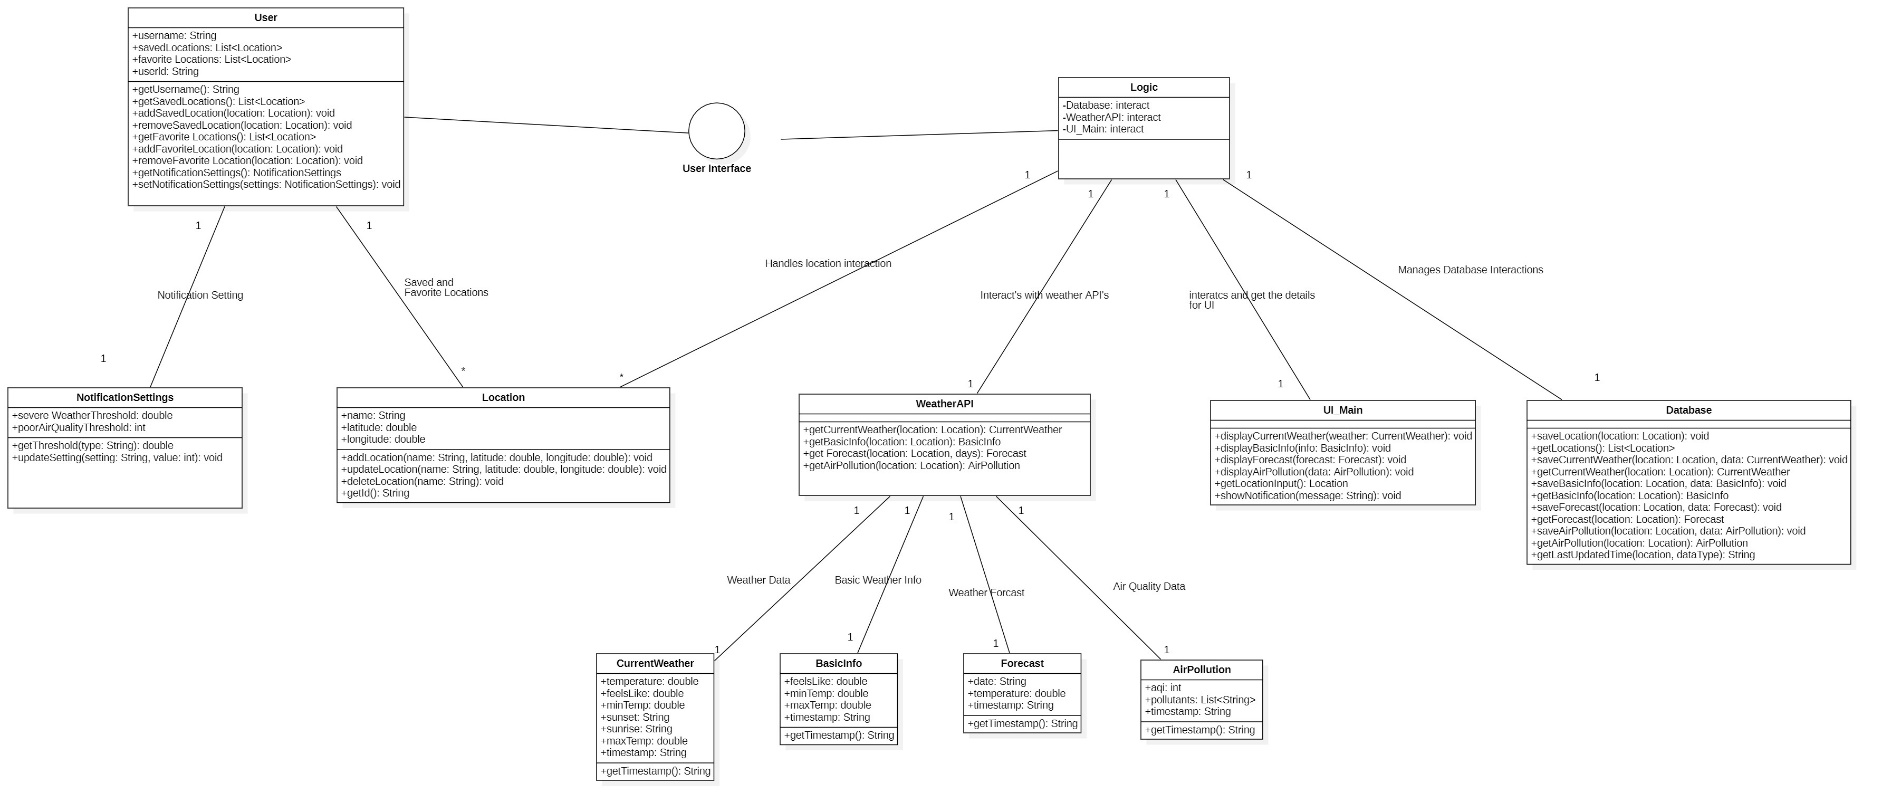 User
+username: String
+savedLocations: List<Location>
+favorite Locations: List<Location>
+userId: String
+getUsername(): String
+getSavedLocations(): List<Location>
+addSavedLocation(location: Location): void
+removeSavedLocation(location: Location): void
+getFavorite Locations(): List<Location>
+addFavoriteLocation(location: Location): void
+removeFavorite Location(location: Location): void
+getNotificationSettings(): NotificationSettings
+setNotificationSettings(settings: NotificationSettings): void
User Interface
Logic
-Database: interact
-WeatherAPI: interact
-UI_Main: interact
1
1
1
1
1
1
Notification Setting
Saved and
Favorite Locations
Handles location interaction
Interact's with weather API's
interatcs and get the details
for UI
Manages Database Interactions
1
*
*
1
1
1
NotificationSettings
+severe WeatherThreshold: double
+poorAirQualityThreshold: int
+getThreshold(type: String): double
+updateSetting(setting: String, value: int): void
Location
+name: String
+latitude: double
+longitude: double
+addLocation(name: String, latitude: double, longitude: double): void
+updateLocation(name: String, latitude: double, longitude: double): void
+deleteLocation(name: String): void
+getId(): String
WeatherAPI
+getCurrentWeather(location: Location): CurrentWeather
+getBasicInfo(location: Location): BasicInfo
+get Forecast(location: Location, days): Forecast
+getAirPollution(location: Location): AirPollution
UI_Main
+displayCurrentWeather(weather: CurrentWeather): void
+displayBasicInfo(info: BasicInfo): void
+displayForecast(forecast: Forecast): void
+displayAirPollution(data: AirPollution): void
+getLocationInput(): Location
+showNotification(message: String): void
Database
+saveLocation(location: Location): void
+getLocations(): List<Location>
+saveCurrentWeather(location: Location, data: CurrentWeather): void
+getCurrentWeather(location: Location): CurrentWeather
+saveBasicInfo(location: Location, data: BasicInfo): void
+getBasicInfo(location: Location): BasicInfo
+saveForecast(location: Location, data: Forecast): void
+getForecast(location: Location): Forecast
+saveAirPollution(location: Location, data: AirPollution): void
+getAirPollution(location: Location): AirPollution
+getLastUpdatedTime(location, dataType): String
1
1
1
1
Weather Data
Basic Weather Info
Weather Forcast
Air Quality Data
1
1
1
1
CurrentWeather
+temperature: double
+feelsLike: double
+minTemp: double
+sunset: String
+sunrise: String
+maxTemp: double
+timestamp: String
+getTimestamp(): String
BasicInfo
+feelsLike: double
+minTemp: double
+maxTemp: double
+timestamp: String
+getTimestamp(): String
Forecast
+date: String
+temperature: double
+timestamp: String
+getTimestamp(): String
AirPollution
+aqi: int
+pollutants: List<String>
+timestamp: String
+getTimestamp(): String